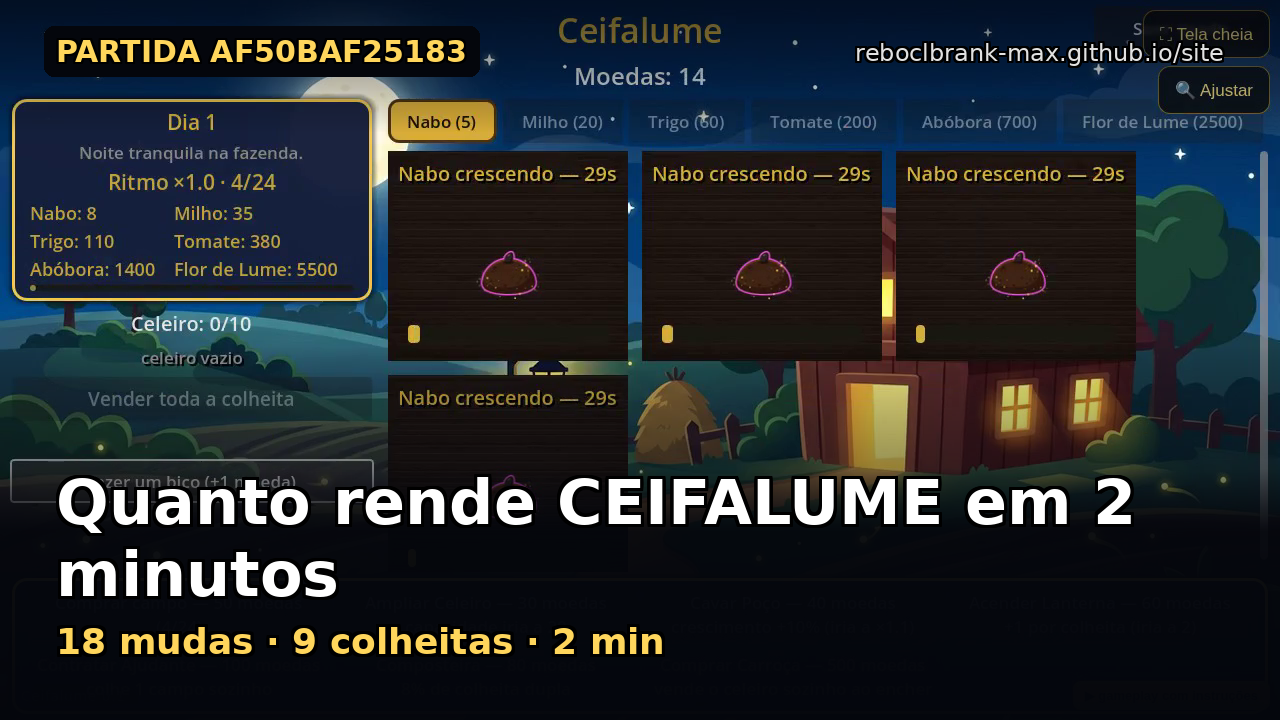 Ceifalume
PARTIDA AF50BAF25183
Tela cheia
reboclbrank-max.github.io/site
Moedas: 14
Ajustar
Dia 1
Noite tranquila na fazenda.
Ritmo ×1.0 · 4/24
Nabo: 8 Milho: 35
Trigo: 110 Tomate: 380
Abóbora: 1400 Flor de Lume: 5500
Nabo (5) Milho (20) Trigo (60) Tomate (200) Abóbora (700) Flor de Lume (2500)
Nabo crescendo — 29s Nabo crescendo — 29s Nabo crescendo — 29s
Celeiro: 0/10
celeiro vazio
Vender toda a colheita
Nabo crescendo — 29s
Quanto rende CEIFALUME em 2
minutos
18 mudas · 9 colheitas · 2 min